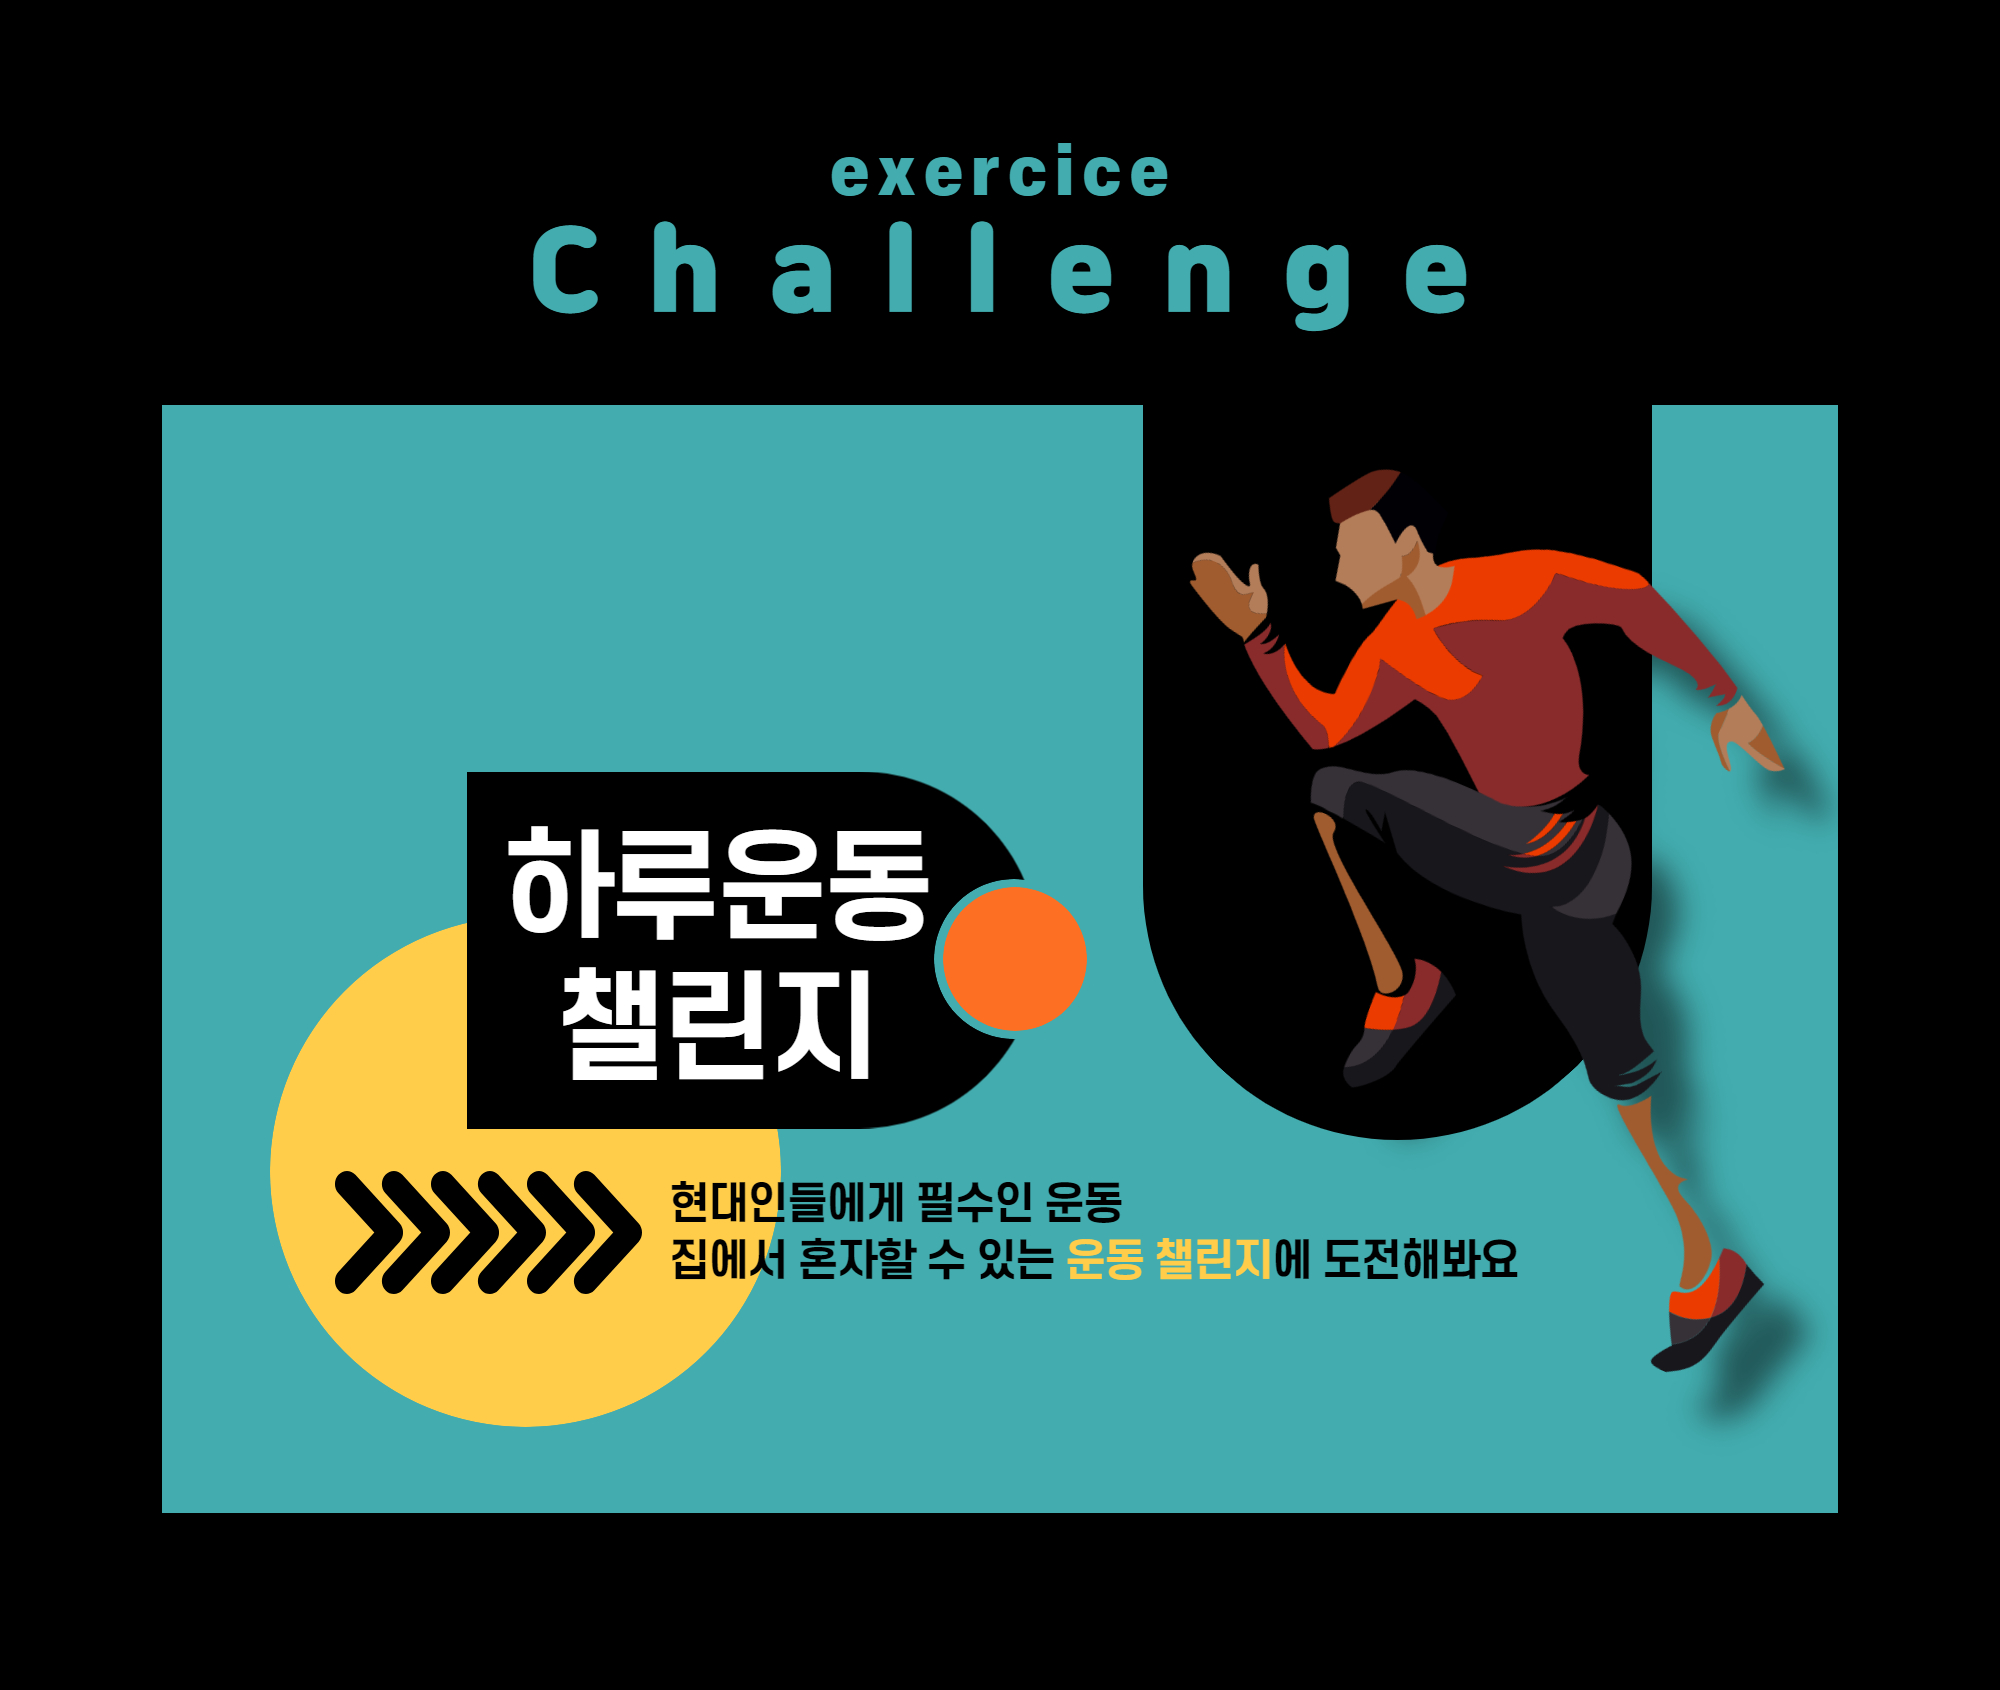 exercice
Challenge
하루운동
챌린지
현대인들에게 필수인 운동
집에서 혼자할 수 있는 운동 챌린지에 도전해봐요